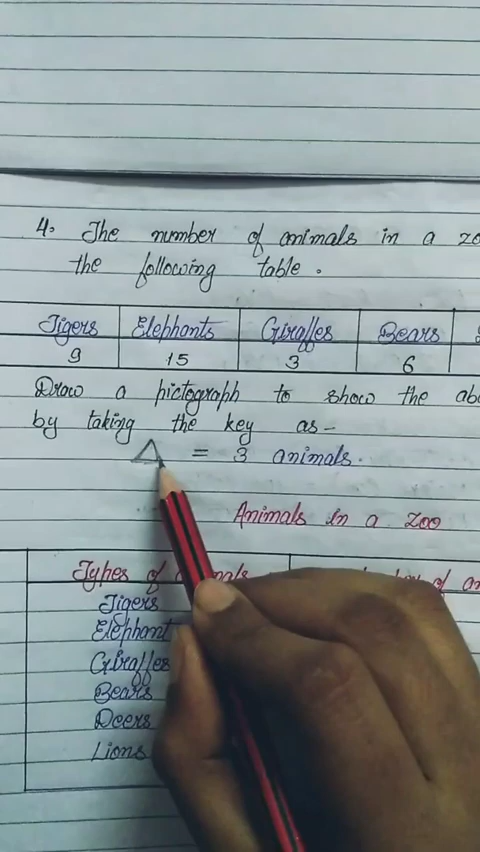 4. The number of animals in a
the following table.
Tigers Elephants Giraffes Bears
9 15 3 6
Draw a pictograph to show the
by taking the key as-
△ = 3 animals.
Animals in a zoo
Types of
Tigers
Elephant
Giraffes
Bears
Deers
Lions